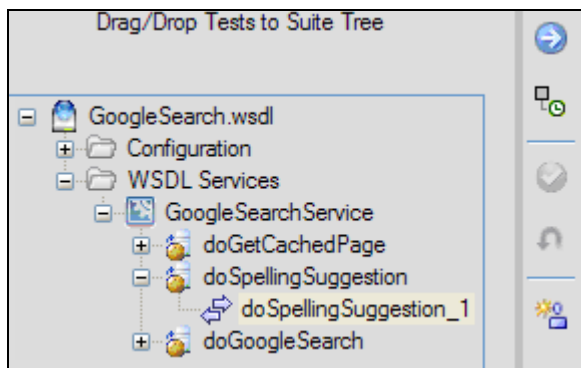 Drag/Drop Tests to Suite Tree
GoogleSearch.wsdl
Configuration
WSDL Services
GoogleSearchService
doGetCachedPage
doSpellingSuggestion
doSpellingSuggestion_1
doGoogleSearch